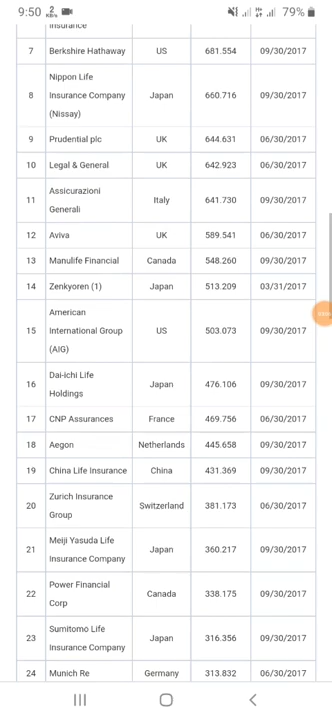 9:50 2 KB/s 79%
Insurance
7 Berkshire Hathaway US 681.554 09/30/2017
Nippon Life
8 Insurance Company Japan 660.716 09/30/2017
(Nissay)
9 Prudential plc UK 644.631 06/30/2017
10 Legal & General UK 642.923 06/30/2017
Assicurazioni
11 Italy 641.730 09/30/2017
Generali
12 Aviva UK 589.541 06/30/2017
13 Manulife Financial Canada 548.260 09/30/2017
14 Zenkyoren (1) Japan 513.209 03/31/2017
American
15 International Group US 503.073 09/30/2017
(AIG)
Dai-ichi Life
16 Japan 476.106 09/30/2017
Holdings
17 CNP Assurances France 469.756 06/30/2017
18 Aegon Netherlands 445.658 09/30/2017
19 China Life Insurance China 431.369 09/30/2017
Zurich Insurance
20 Switzerland 381.173 06/30/2017
Group
Meiji Yasuda Life
21 Japan 360.217 09/30/2017
Insurance Company
Power Financial
22 Canada 338.175 09/30/2017
Corp
Sumitomo Life
23 Japan 316.356 09/30/2017
Insurance Company
24 Munich Re Germany 313.832 06/30/2017